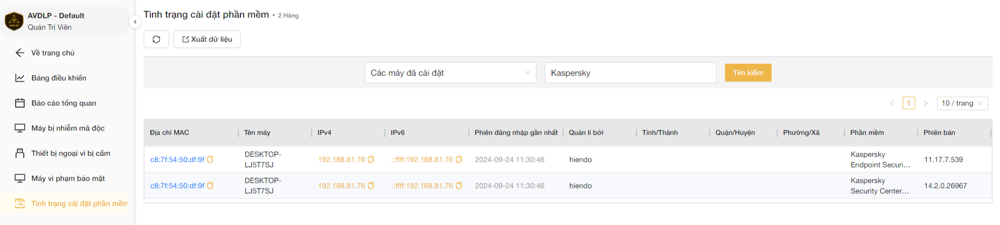 AVDLP - Default
Quản Trị Viên
Về trang chủ
Bảng điều khiển
Báo cáo tổng quan
Máy bị nhiễm mã độc
Thiết bị ngoại vi bị cấm
Máy vi phạm bảo mật
Tình trạng cài đặt phần mềm
Tình trạng cài đặt phần mềm • 2 Hàng
Xuất dữ liệu
Các máy đã cài đặt Kaspersky Tìm kiếm
1 10 / trang
Địa chỉ MAC Tên máy IPv4 IPv6 Phiên đăng nhập gần nhất Quản lí bởi Tỉnh/Thành Quận/Huyện Phường/Xã Phần mềm Phiên bản
c8:7f:54:50:df:9f DESKTOP-LJ5T7SJ 192.168.81.76 ::ffff:192.168.81.76 2024-09-24 11:30:46 hiendo Kaspersky Endpoint Securi... 11.17.7.539
c8:7f:54:50:df:9f DESKTOP-LJ5T7SJ 192.168.81.76 ::ffff:192.168.81.76 2024-09-24 11:30:46 hiendo Kaspersky Security Center... 14.2.0.26967